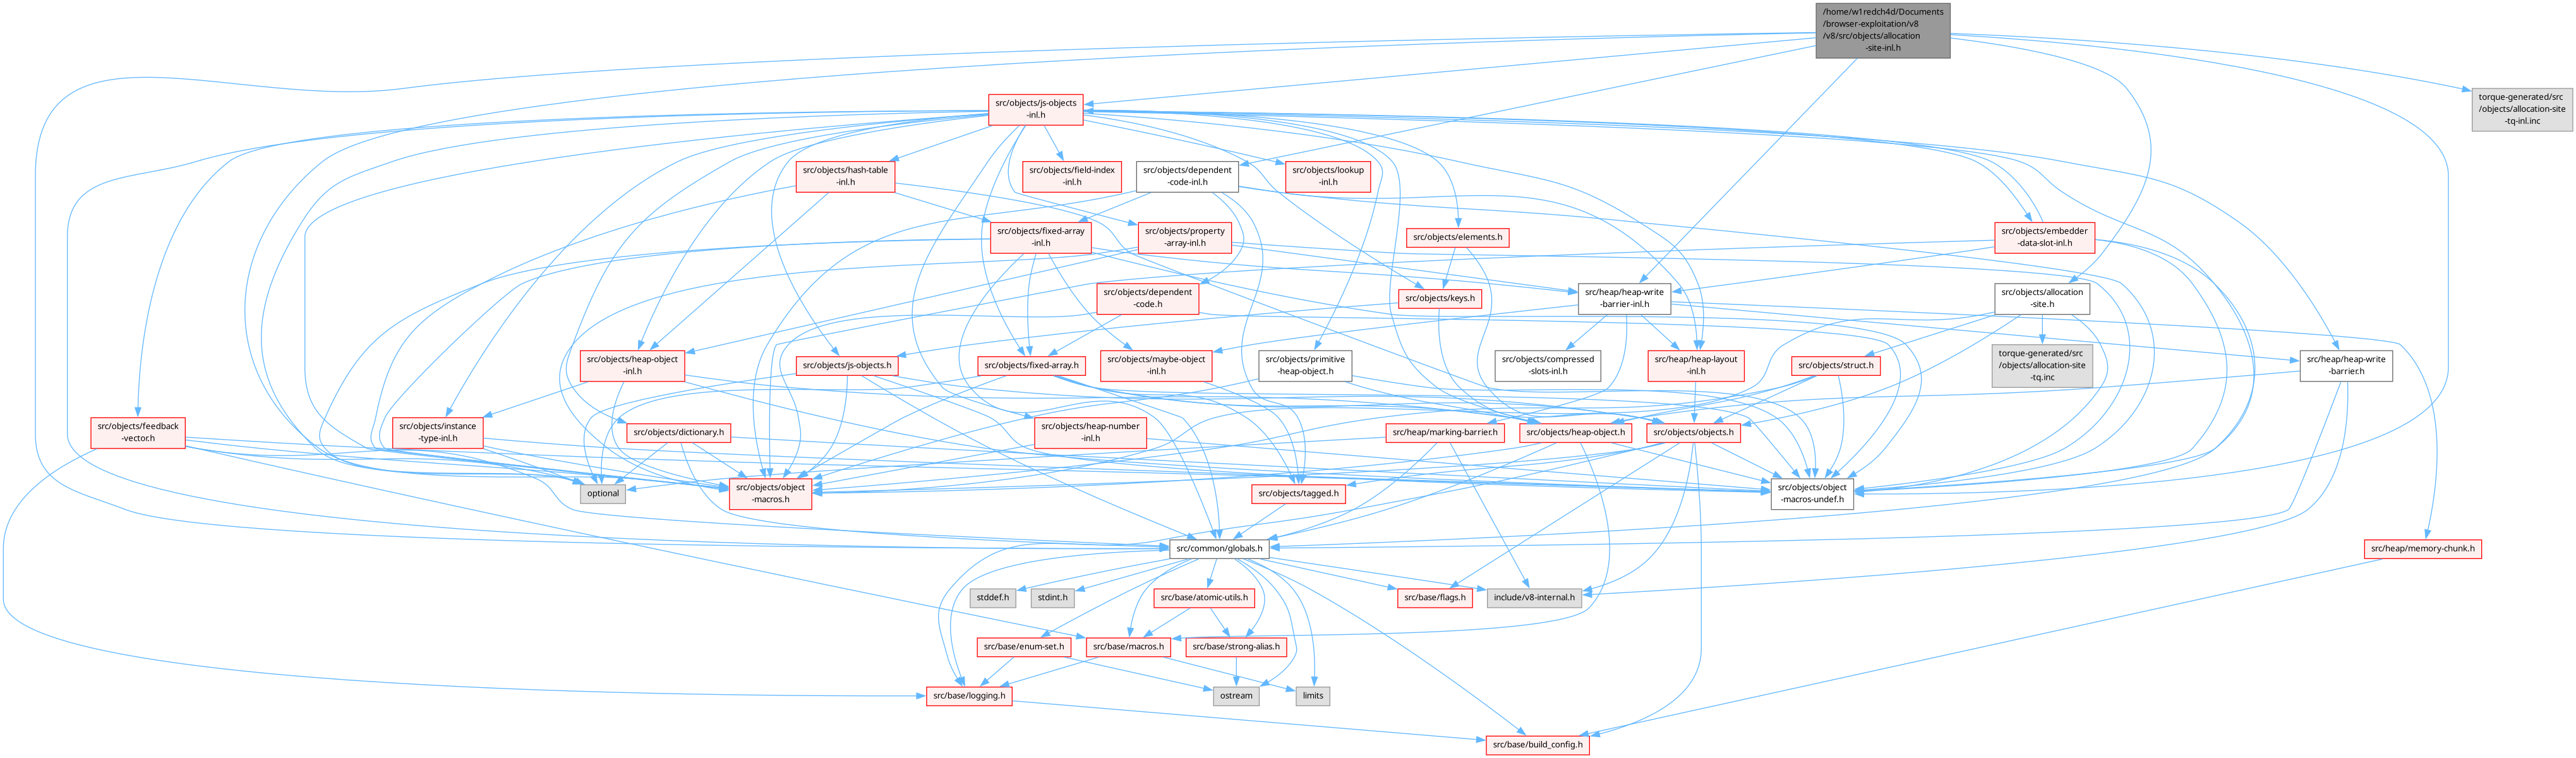 /home/w1redch4d/Documents
/browser-exploitation/v8
/v8/src/objects/allocation
-site-inl.h
torque-generated/src
/objects/allocation-site
-tq-inl.inc
src/objects/js-objects
-inl.h
src/objects/hash-table
-inl.h
src/objects/field-index
-inl.h
src/objects/dependent
-code-inl.h
src/objects/lookup
-inl.h
src/objects/fixed-array
-inl.h
src/objects/property
-array-inl.h
src/objects/elements.h
src/objects/embedder
-data-slot-inl.h
src/objects/dependent
-code.h
src/objects/keys.h
src/heap/heap-write
-barrier-inl.h
src/objects/allocation
-site.h
src/objects/heap-object
-inl.h
src/objects/js-objects.h
src/objects/fixed-array.h
src/objects/maybe-object
-inl.h
src/objects/primitive
-heap-object.h
src/objects/compressed
-slots-inl.h
src/heap/heap-layout
-inl.h
src/objects/struct.h
torque-generated/src
/objects/allocation-site
-tq.inc
src/heap/heap-write
-barrier.h
src/objects/feedback
-vector.h
src/objects/instance
-type-inl.h
src/objects/dictionary.h
src/objects/heap-number
-inl.h
src/heap/marking-barrier.h
src/objects/heap-object.h
src/objects/objects.h
optional
src/objects/object
-macros.h
src/objects/tagged.h
src/objects/object
-macros-undef.h
src/common/globals.h
src/heap/memory-chunk.h
stddef.h
stdint.h
src/base/atomic-utils.h
src/base/flags.h
include/v8-internal.h
src/base/enum-set.h
src/base/macros.h
src/base/strong-alias.h
src/base/logging.h
ostream
limits
src/base/build_config.h